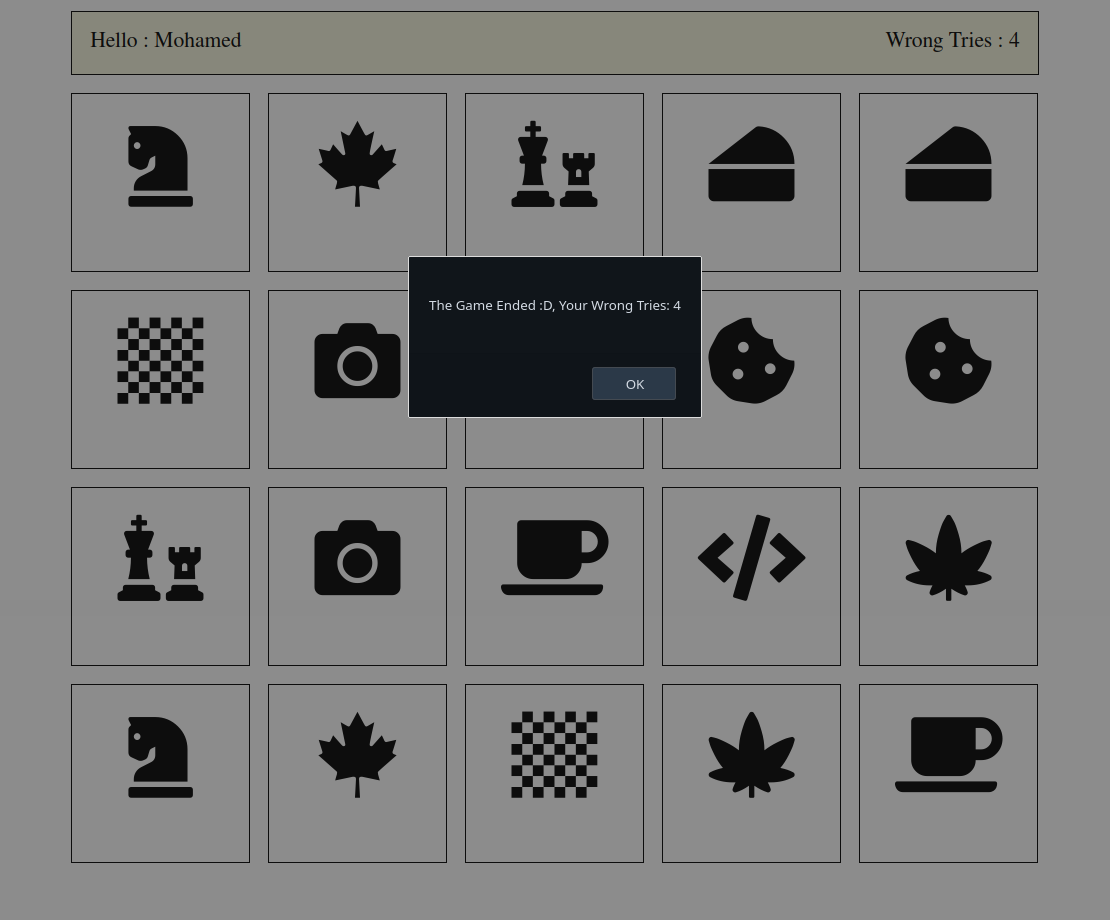 Hello : Mohamed
Wrong Tries : 4
The Game Ended :D, Your Wrong Tries: 4
OK